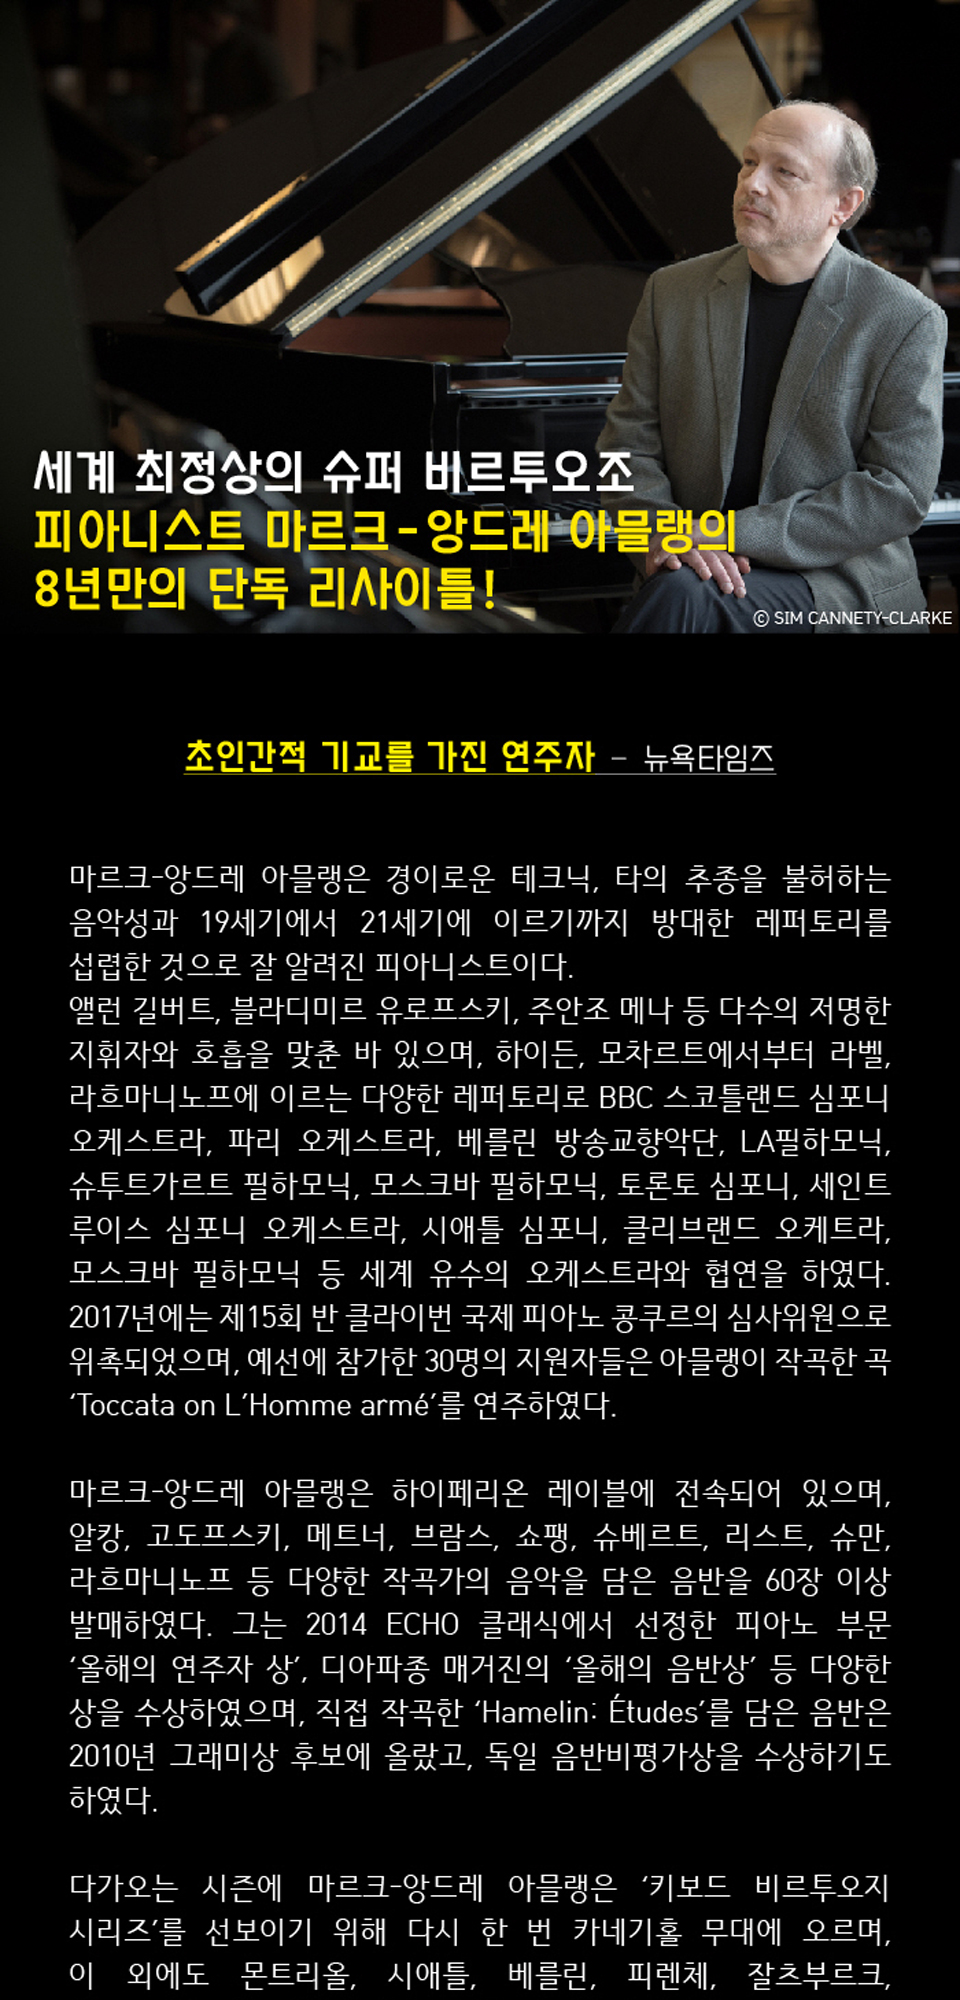 세계 최정상의 슈퍼 비르투오조
피아니스트 마르크-앙드레 아믈랭의
8년만의 단독 리사이틀!
© SIM CANNETY-CLARKE
초인간적 기교를 가진 연주자 - 뉴욕타임즈
마르크-앙드레 아믈랭은 경이로운 테크닉, 타의 추종을 불허하는
음악성과 19세기에서 21세기에 이르기까지 방대한 레퍼토리를
섭렵한 것으로 잘 알려진 피아니스트이다.
앨런 길버트, 블라디미르 유로프스키, 주안조 메나 등 다수의 저명한
지휘자와 호흡을 맞춘 바 있으며, 하이든, 모차르트에서부터 라벨,
라흐마니노프에 이르는 다양한 레퍼토리로 BBC 스코틀랜드 심포니
오케스트라, 파리 오케스트라, 베를린 방송교향악단, LA필하모닉,
슈투트가르트 필하모닉, 모스크바 필하모닉, 토론토 심포니, 세인트
루이스 심포니 오케스트라, 시애틀 심포니, 클리브랜드 오케트라,
모스크바 필하모닉 등 세계 유수의 오케스트라와 협연을 하였다.
2017년에는 제15회 반 클라이번 국제 피아노 콩쿠르의 심사위원으로
위촉되었으며, 예선에 참가한 30명의 지원자들은 아믈랭이 작곡한 곡
‘Toccata on L’Homme armé’를 연주하였다.
마르크-앙드레 아믈랭은 하이페리온 레이블에 전속되어 있으며,
알캉, 고도프스키, 메트너, 브람스, 쇼팽, 슈베르트, 리스트, 슈만,
라흐마니노프 등 다양한 작곡가의 음악을 담은 음반을 60장 이상
발매하였다. 그는 2014 ECHO 클래식에서 선정한 피아노 부문
‘올해의 연주자 상’, 디아파종 매거진의 ‘올해의 음반상’ 등 다양한
상을 수상하였으며, 직접 작곡한 ‘Hamelin: Études’를 담은 음반은
2010년 그래미상 후보에 올랐고, 독일 음반비평가상을 수상하기도
하였다.
다가오는 시즌에 마르크-앙드레 아믈랭은 ‘키보드 비르투오지
시리즈’를 선보이기 위해 다시 한 번 카네기홀 무대에 오르며,
이 외에도 몬트리올, 시애틀, 베를린, 피렌체, 잘츠부르크,